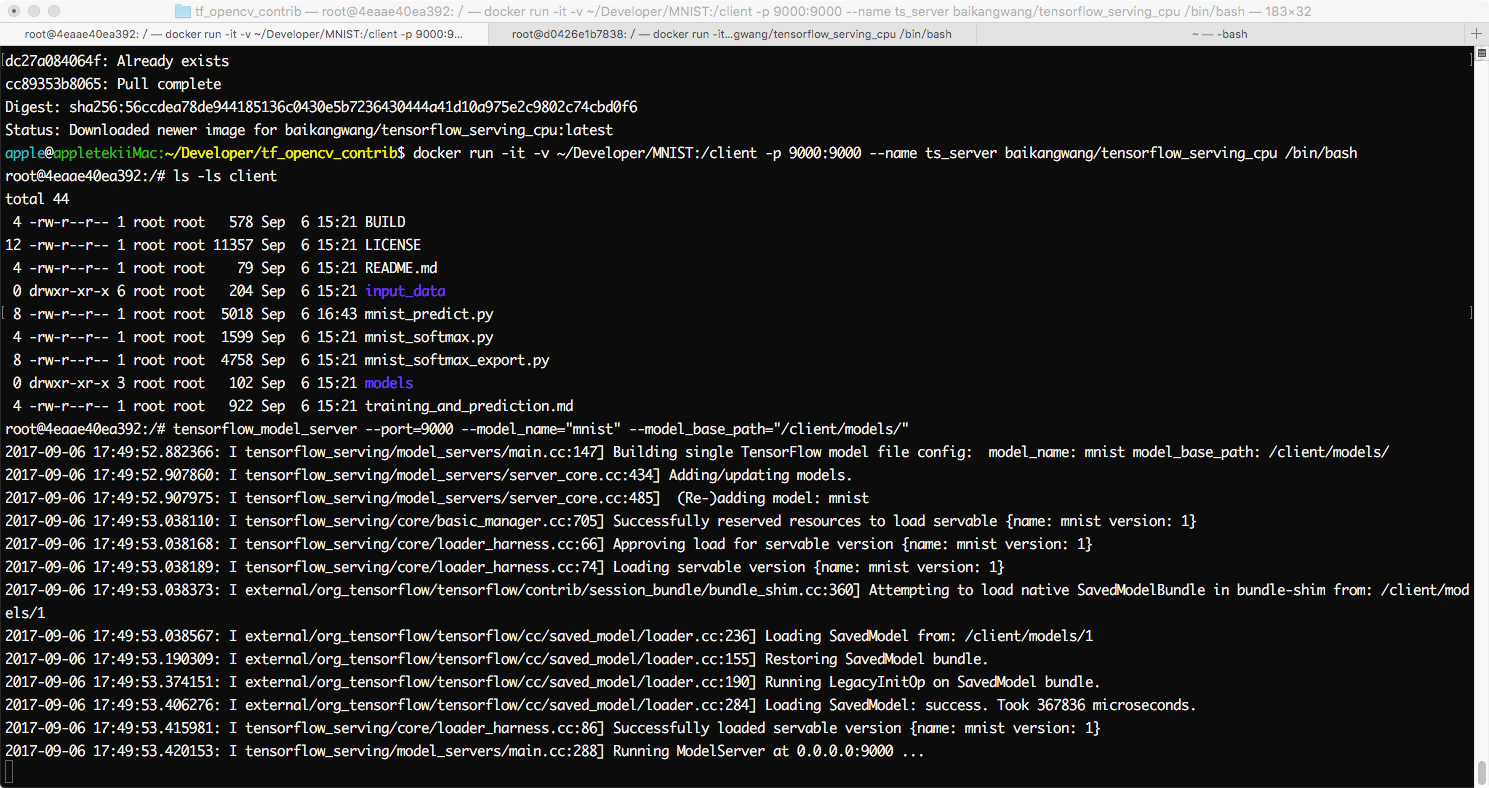 tf_opencv_contrib — root@4eaae40ea392: / — docker run -it -v ~/Developer/MNIST:/client -p 9000:9000 --name ts_server baikangwang/tensorflow_serving_cpu /bin/bash — 183×32
root@4eaae40ea392: / — docker run -it -v ~/Developer/MNIST:/client -p 9000:9...
root@d0426e1b7838: / — docker run -it...gwang/tensorflow_serving_cpu /bin/bash
~ — -bash
dc27a084064f: Already exists
cc89353b8065: Pull complete
Digest: sha256:56ccdea78de944185136c0430e5b7236430444a41d10a975e2c9802c74cbd0f6
Status: Downloaded newer image for baikangwang/tensorflow_serving_cpu:latest
apple@appletekiiMac:~/Developer/tf_opencv_contrib$ docker run -it -v ~/Developer/MNIST:/client -p 9000:9000 --name ts_server baikangwang/tensorflow_serving_cpu /bin/bash
root@4eaae40ea392:/# ls -ls client
total 44
 4 -rw-r--r-- 1 root root   578 Sep  6 15:21 BUILD
12 -rw-r--r-- 1 root root 11357 Sep  6 15:21 LICENSE
 4 -rw-r--r-- 1 root root    79 Sep  6 15:21 README.md
 0 drwxr-xr-x 6 root root   204 Sep  6 15:21 input_data
 8 -rw-r--r-- 1 root root  5018 Sep  6 16:43 mnist_predict.py
 4 -rw-r--r-- 1 root root  1599 Sep  6 15:21 mnist_softmax.py
 8 -rw-r--r-- 1 root root  4758 Sep  6 15:21 mnist_softmax_export.py
 0 drwxr-xr-x 3 root root   102 Sep  6 15:21 models
 4 -rw-r--r-- 1 root root   922 Sep  6 15:21 training_and_prediction.md
root@4eaae40ea392:/# tensorflow_model_server --port=9000 --model_name="mnist" --model_base_path="/client/models/"
2017-09-06 17:49:52.882366: I tensorflow_serving/model_servers/main.cc:147] Building single TensorFlow model file config:  model_name: mnist model_base_path: /client/models/
2017-09-06 17:49:52.907860: I tensorflow_serving/model_servers/server_core.cc:434] Adding/updating models.
2017-09-06 17:49:52.907975: I tensorflow_serving/model_servers/server_core.cc:485]  (Re-)adding model: mnist
2017-09-06 17:49:53.038110: I tensorflow_serving/core/basic_manager.cc:705] Successfully reserved resources to load servable {name: mnist version: 1}
2017-09-06 17:49:53.038168: I tensorflow_serving/core/loader_harness.cc:66] Approving load for servable version {name: mnist version: 1}
2017-09-06 17:49:53.038189: I tensorflow_serving/core/loader_harness.cc:74] Loading servable version {name: mnist version: 1}
2017-09-06 17:49:53.038373: I external/org_tensorflow/tensorflow/contrib/session_bundle/bundle_shim.cc:360] Attempting to load native SavedModelBundle in bundle-shim from: /client/mod
els/1
2017-09-06 17:49:53.038567: I external/org_tensorflow/tensorflow/cc/saved_model/loader.cc:236] Loading SavedModel from: /client/models/1
2017-09-06 17:49:53.190309: I external/org_tensorflow/tensorflow/cc/saved_model/loader.cc:155] Restoring SavedModel bundle.
2017-09-06 17:49:53.374151: I external/org_tensorflow/tensorflow/cc/saved_model/loader.cc:190] Running LegacyInitOp on SavedModel bundle.
2017-09-06 17:49:53.406276: I external/org_tensorflow/tensorflow/cc/saved_model/loader.cc:284] Loading SavedModel: success. Took 367836 microseconds.
2017-09-06 17:49:53.415981: I tensorflow_serving/core/loader_harness.cc:86] Successfully loaded servable version {name: mnist version: 1}
2017-09-06 17:49:53.420153: I tensorflow_serving/model_servers/main.cc:288] Running ModelServer at 0.0.0.0:9000 ...